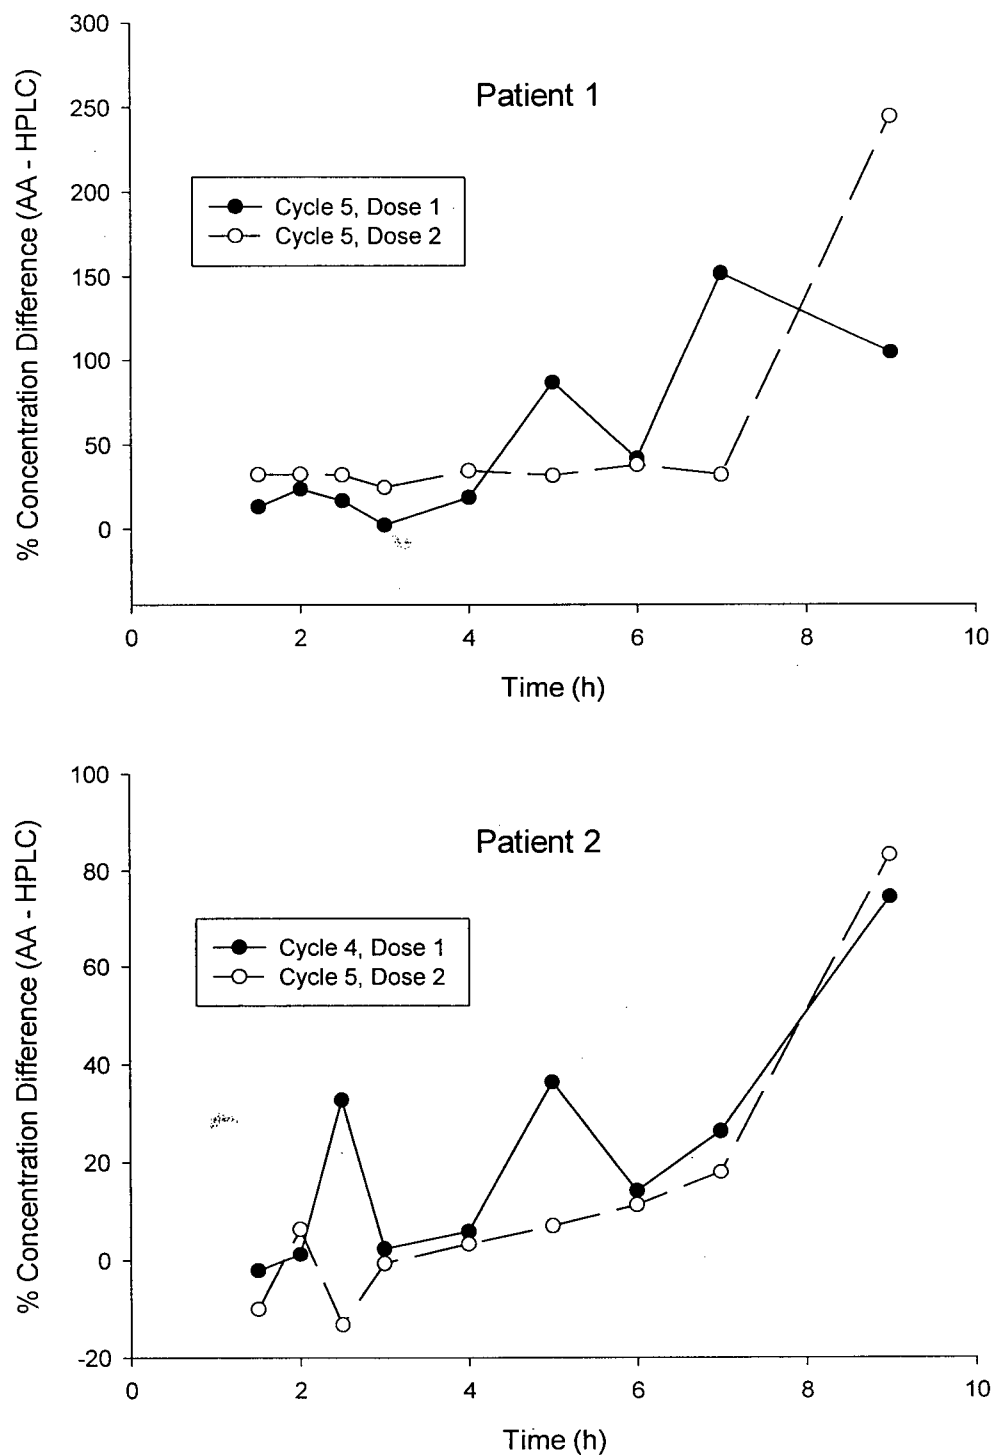 300
250
200
150
100
50
0
% Concentration Difference (AA - HPLC)
Patient 1
Cycle 5, Dose 1
Cycle 5, Dose 2
0 2 4 6 8 10
Time (h)
100
80
60
40
20
0
-20
% Concentration Difference (AA - HPLC)
Patient 2
Cycle 4, Dose 1
Cycle 5, Dose 2
0 2 4 6 8 10
Time (h)